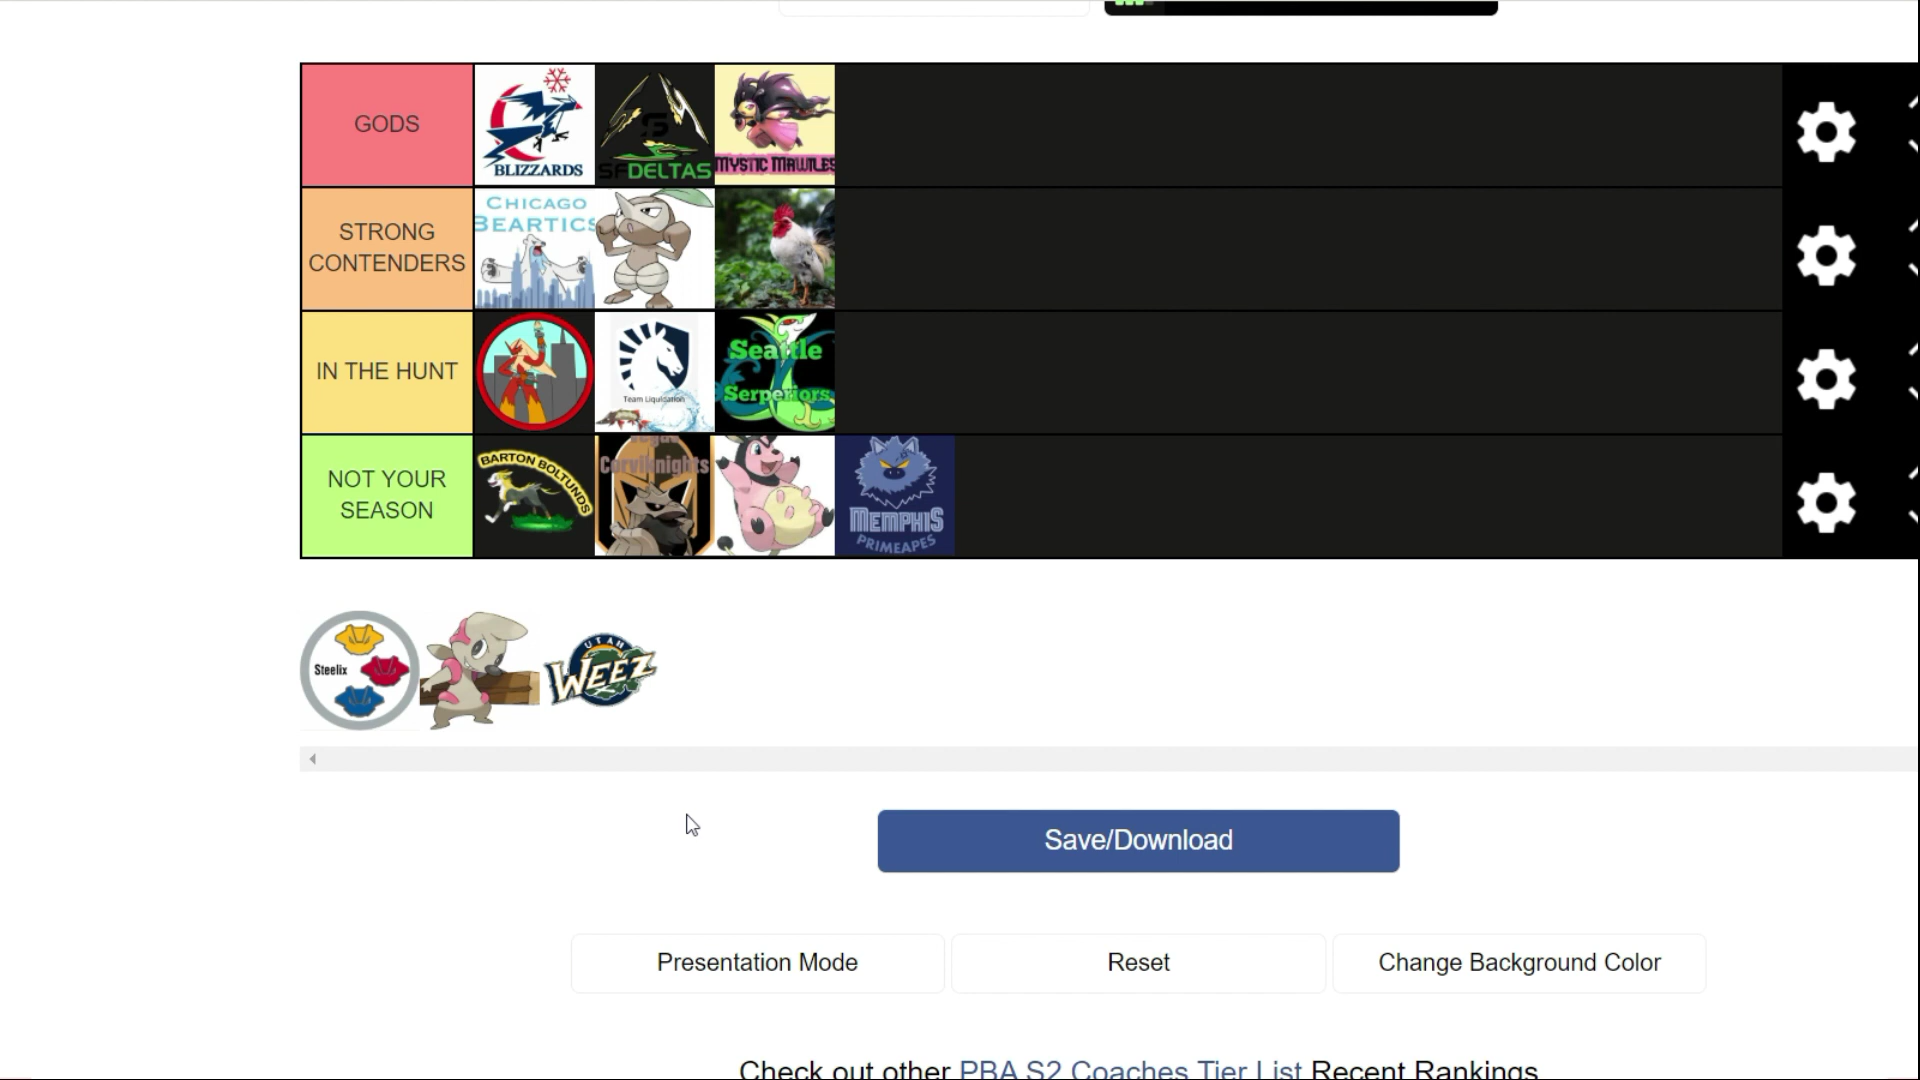 GODS
BLIZZARDS
SFDELTAS
MYSTIC MAWILES
STRONG
CONTENDERS
CHICAGO
BEARTICS
IN THE HUNT
Team Liquidation
Seattle
Serperiors
NOT YOUR
SEASON
BARTON BOLTUNDS
Vegas
Corviknights
MEMPHIS
PRIMEAPES
Steelix
UTAH
WEEZ
Save/Download
Presentation Mode
Reset
Change Background Color
Check out other PBA S2 Coaches Tier List Recent Rankings